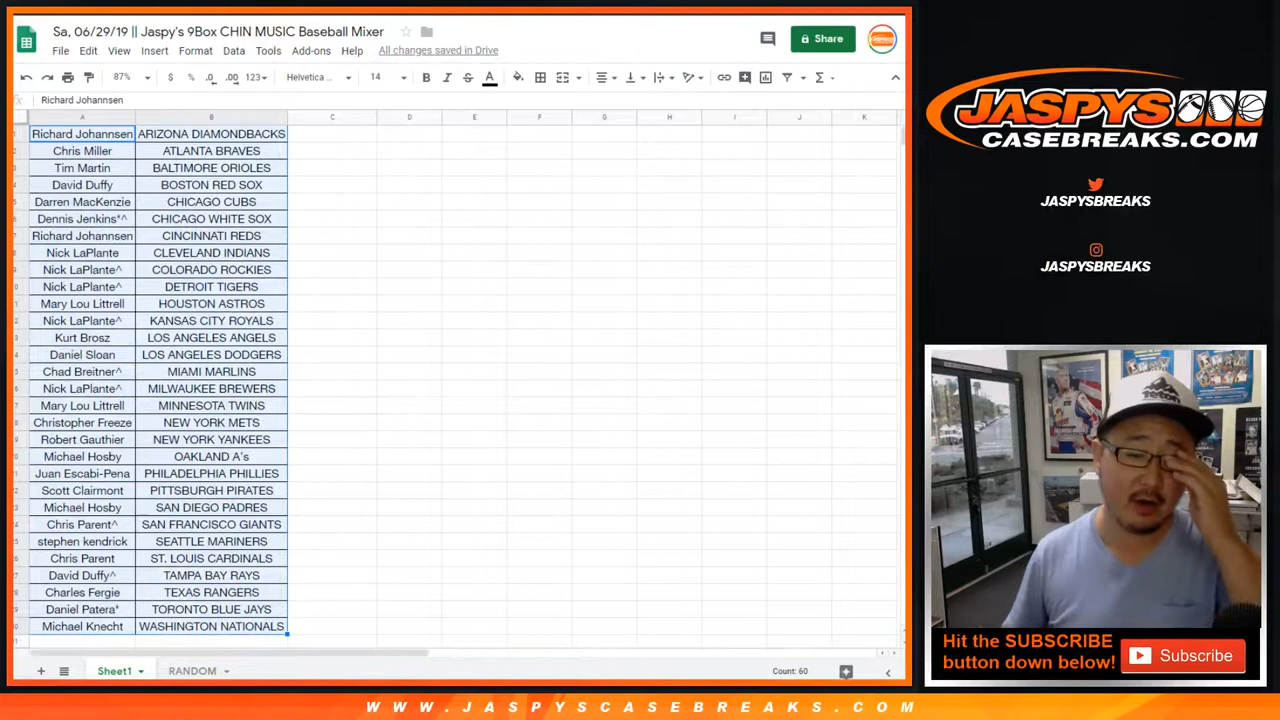 Sa, 06/29/19 || Jaspy's 9Box CHIN MUSIC Baseball Mixer
File Edit View Insert Format Data Tools Add-ons Help All changes saved in Drive
Share
87% $ % .0 .00 123 Helvetica ... 14 B I S A
fx Richard Johannsen
A B C D E F G H I J K
Richard Johannsen ARIZONA DIAMONDBACKS
Chris Miller ATLANTA BRAVES
Tim Martin BALTIMORE ORIOLES
David Duffy BOSTON RED SOX
Darren MacKenzie CHICAGO CUBS
Dennis Jenkins*^ CHICAGO WHITE SOX
Richard Johannsen CINCINNATI REDS
Nick LaPlante CLEVELAND INDIANS
Nick LaPlante^ COLORADO ROCKIES
Nick LaPlante^ DETROIT TIGERS
Mary Lou Littrell HOUSTON ASTROS
Nick LaPlante^ KANSAS CITY ROYALS
Kurt Brosz LOS ANGELES ANGELS
Daniel Sloan LOS ANGELES DODGERS
Chad Breitner^ MIAMI MARLINS
Nick LaPlante^ MILWAUKEE BREWERS
Mary Lou Littrell MINNESOTA TWINS
Christopher Freeze NEW YORK METS
Robert Gauthier NEW YORK YANKEES
Michael Hosby OAKLAND A's
Juan Escabi-Pena PHILADELPHIA PHILLIES
Scott Clairmont PITTSBURGH PIRATES
Michael Hosby SAN DIEGO PADRES
Chris Parent^ SAN FRANCISCO GIANTS
stephen kendrick SEATTLE MARINERS
Chris Parent ST. LOUIS CARDINALS
David Duffy^ TAMPA BAY RAYS
Charles Fergie TEXAS RANGERS
Daniel Patera* TORONTO BLUE JAYS
Michael Knecht WASHINGTON NATIONALS
Sheet1 RANDOM Count: 60
JASPYS
CASEBREAKS.COM
JASPYSBREAKS
JASPYSBREAKS
Teton
Hit the SUBSCRIBE
button down below!
Subscribe
WWW.JASPYSCASEBREAKS.COM